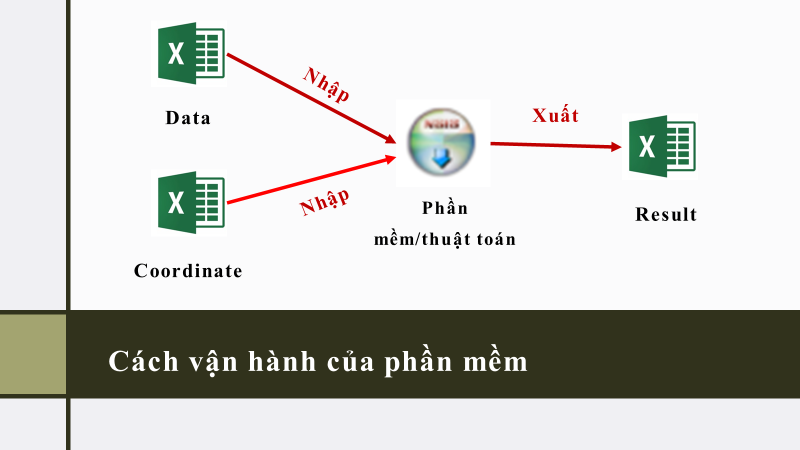 Data
Nhập
Xuất
Phần
mềm/thuật toán
Result
Nhập
Coordinate
Cách vận hành của phần mềm